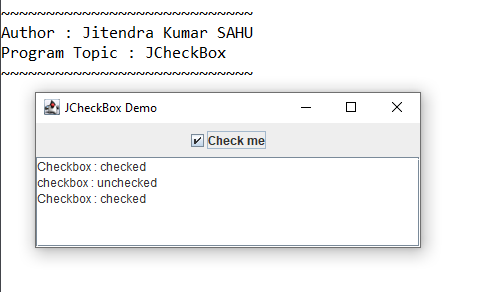 ~~~~~~~~~~~~~~~~~~~~~~~~~~~~
Author : Jitendra Kumar SAHU
Program Topic : JCheckBox
~~~~~~~~~~~~~~~~~~~~~~~~~~~~
JCheckBox Demo
Check me
Checkbox : checked
checkbox : unchecked
Checkbox : checked